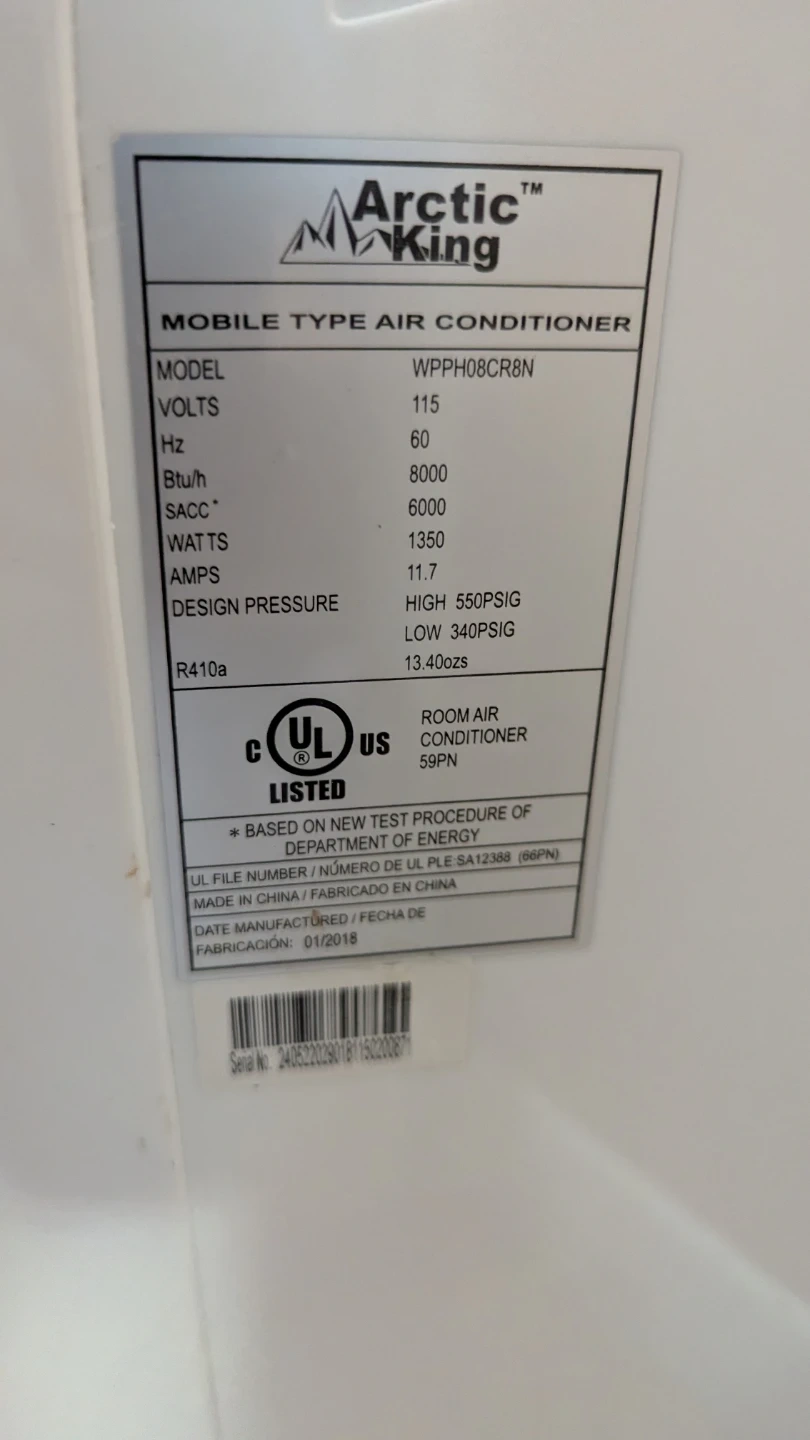 Arctic™
King
MOBILE TYPE AIR CONDITIONER
MODEL WPPH08CR8N
VOLTS 115
Hz 60
Btu/h 8000
SACC* 6000
WATTS 1350
AMPS 11.7
DESIGN PRESSURE HIGH 550PSIG
LOW 340PSIG
R410a 13.40ozs
C UL® US
LISTED
ROOM AIR
CONDITIONER
59PN
* BASED ON NEW TEST PROCEDURE OF
DEPARTMENT OF ENERGY
UL FILE NUMBER / NÚMERO DE UL PLE:SA12388 (66PN)
MADE IN CHINA / FABRICADO EN CHINA
DATE MANUFACTURED / FECHA DE
FABRICACIÓN: 01/2018
Serial No.